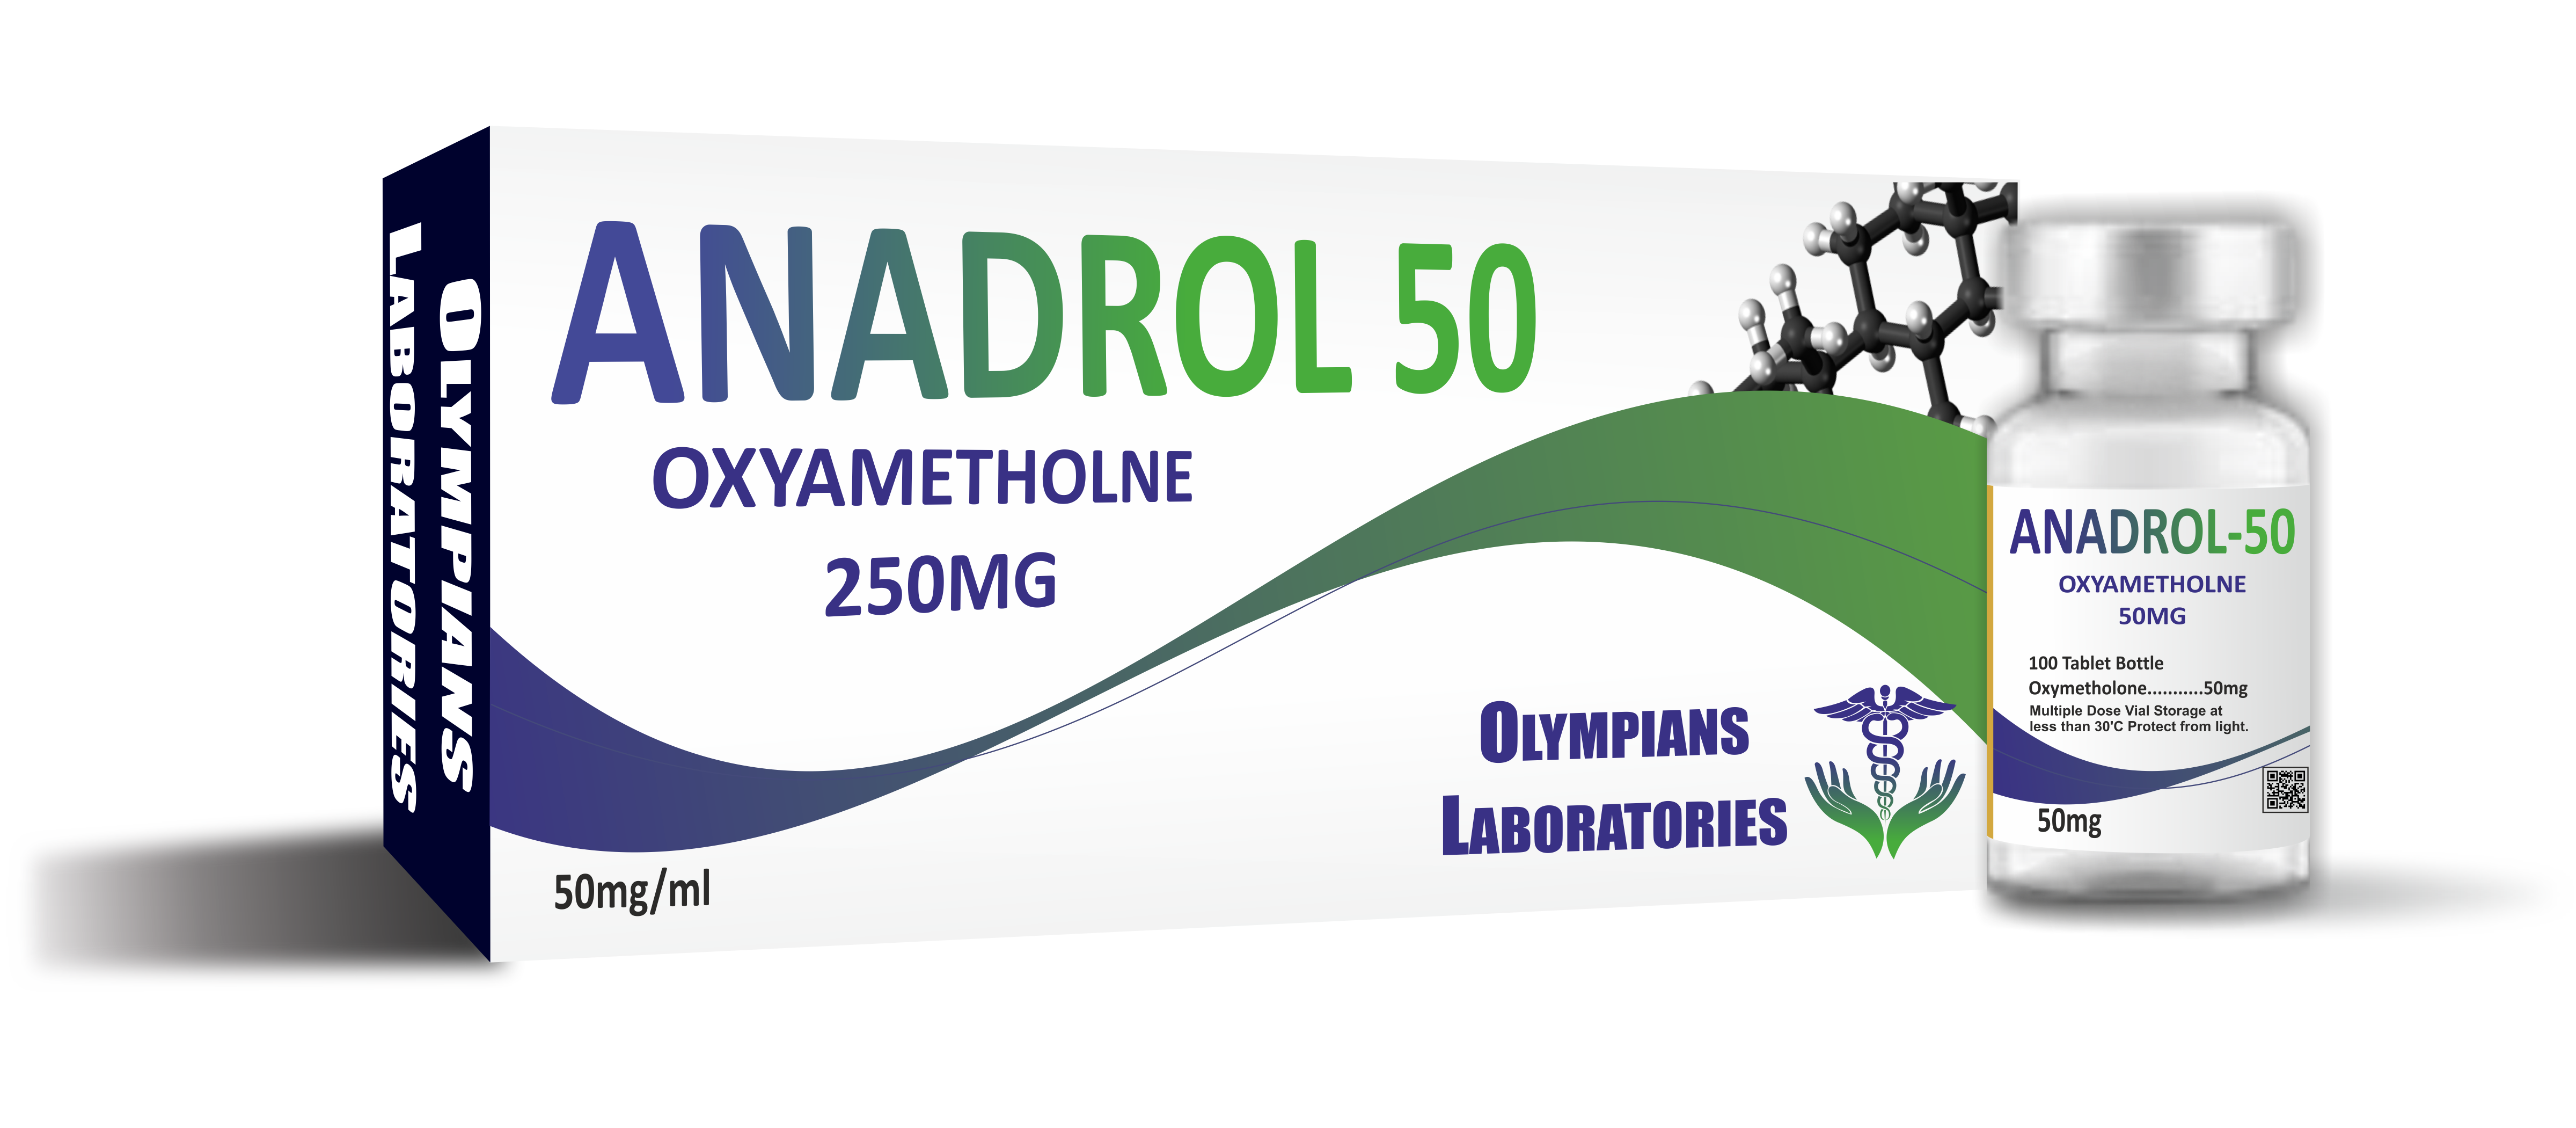 OLYMPIANS
LABORATORIES
ANADROL 50
OXYAMETHOLNE
250MG
50mg/ml
OLYMPIANS
LABORATORIES
ANADROL-50
OXYAMETHOLNE
50MG
100 Tablet Bottle
Oxymetholone...........50mg
Multiple Dose Vial Storage at
less than 30'C Protect from light.
50mg